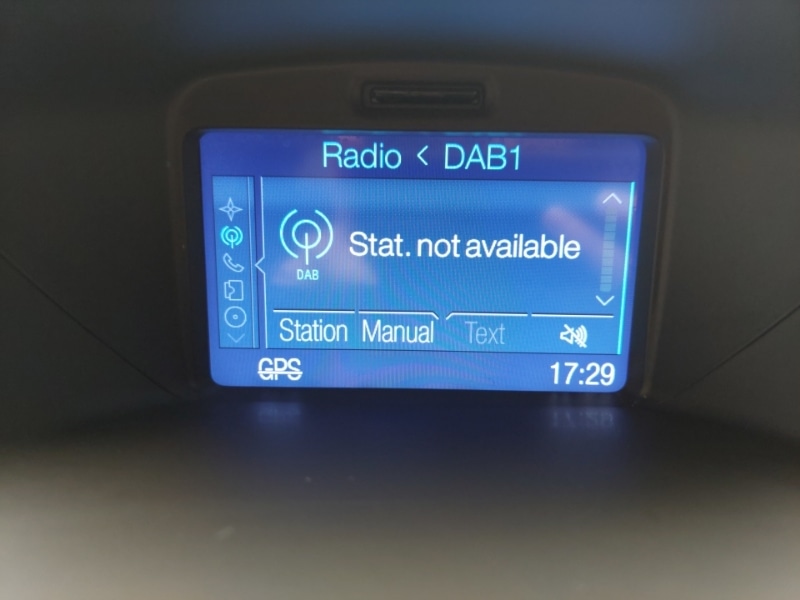 Radio < DAB1
DAB
Stat. not available
Station Manual Text
GPS 17:29